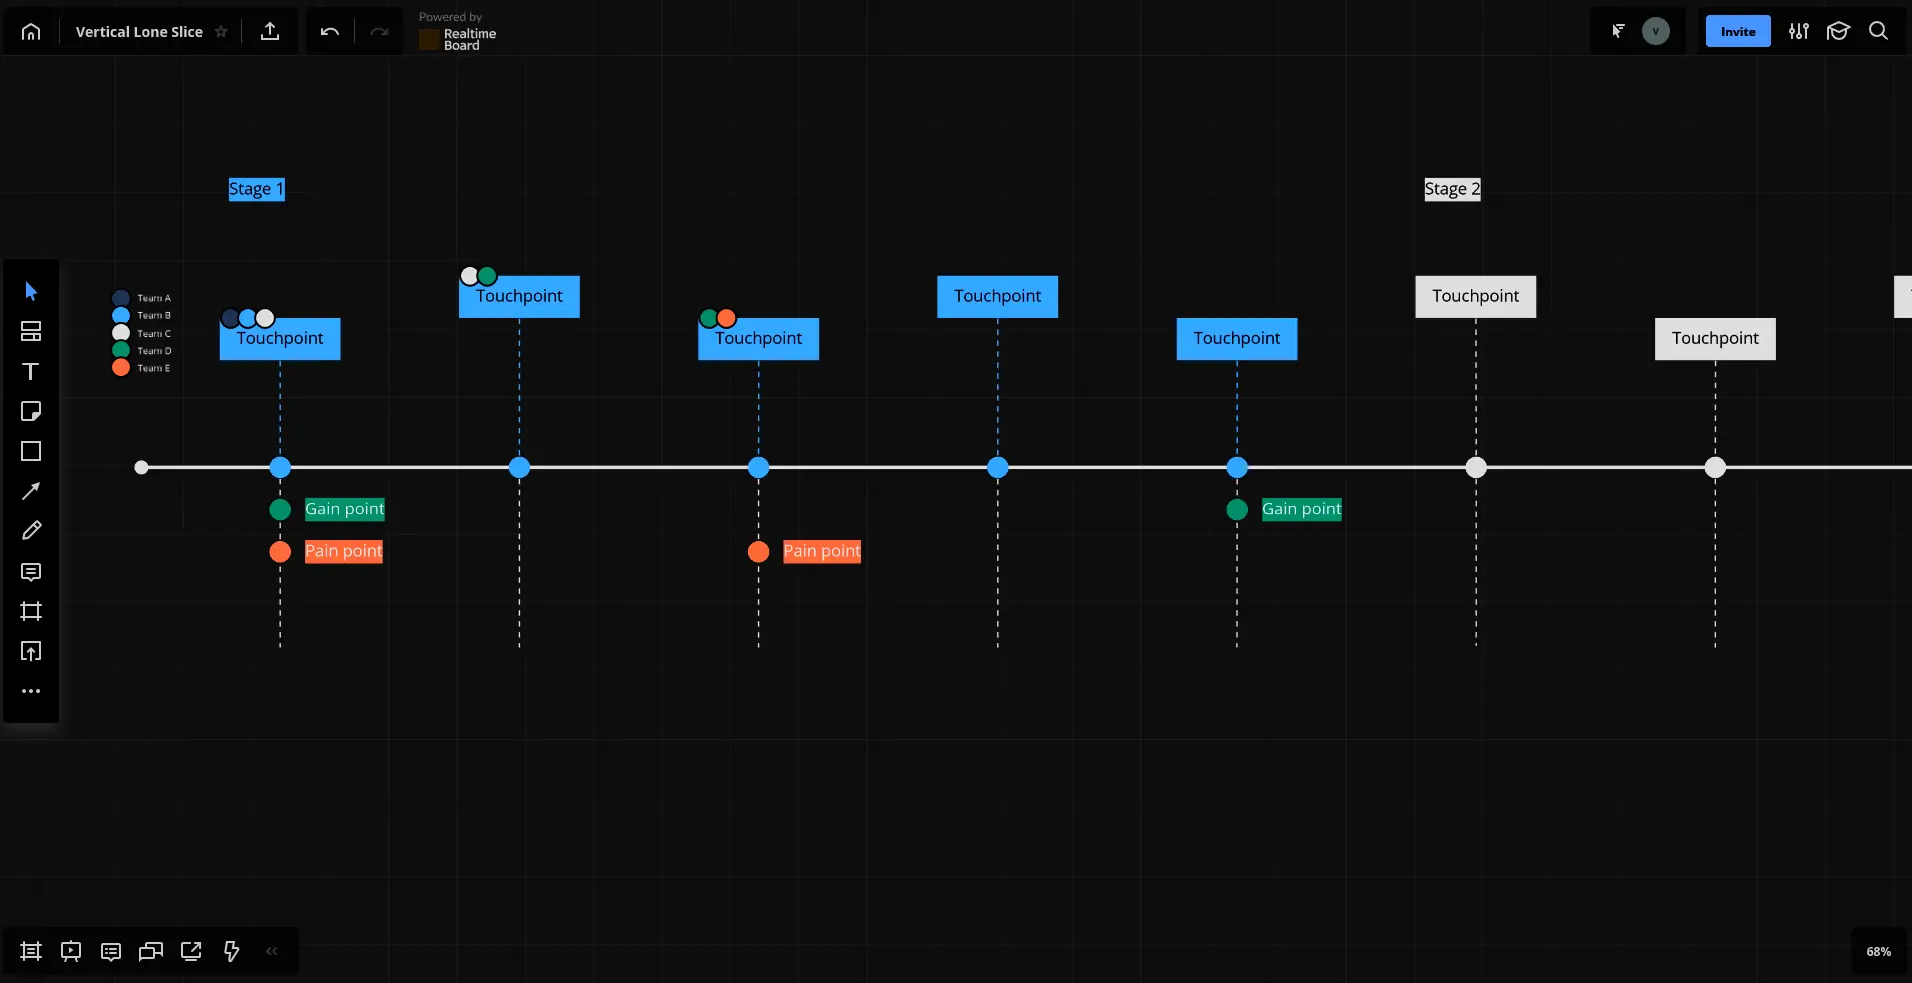 Vertical Lone Slice
Powered by
Realtime
Board
V
Invite
Stage 1
Stage 2
Team A
Team B
Team C
Team D
Team E
Touchpoint
Touchpoint
Touchpoint
Touchpoint
Touchpoint
Touchpoint
Touchpoint
Gain point
Gain point
Pain point
Pain point
68%